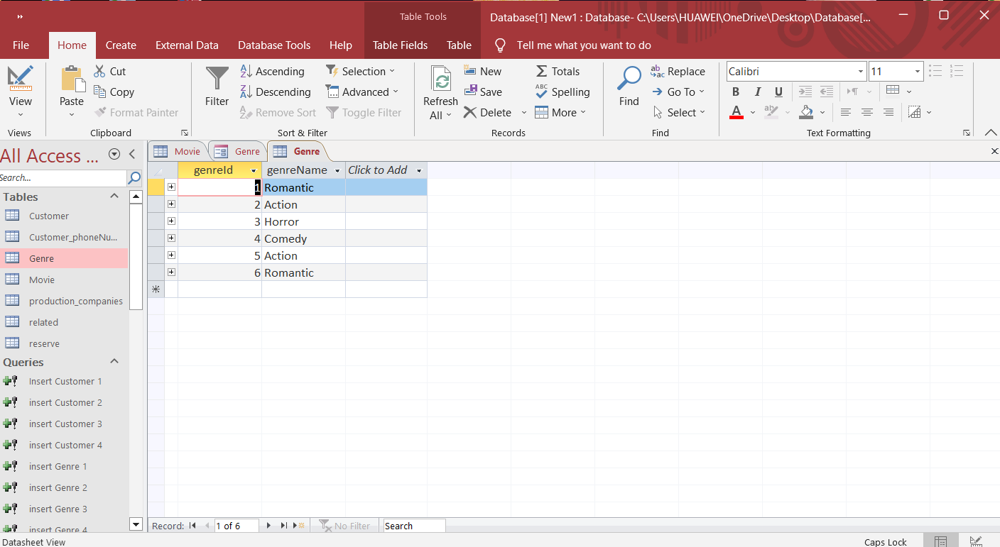 Table Tools
Database[1] New1 : Database- C:\Users\HUAWEI\OneDrive\Desktop\Database[...
File Home Create External Data Database Tools Help Table Fields Table Tell me what you want to do
View
Views
Paste
Cut
Copy
Format Painter
Clipboard
Filter
Ascending
Descending
Remove Sort
Selection
Advanced
Toggle Filter
Sort & Filter
Refresh
All
New
Save
Delete
Totals
Spelling
More
Records
Find
Replace
Go To
Select
Find
Calibri 11
B I U
Text Formatting
All Access ...
Search...
Tables
Customer
Customer_phoneNu...
Genre
Movie
production_companies
related
reserve
Queries
Insert Customer 1
insert Customer 2
insert Customer 3
insert Customer 4
insert Genre 1
insert Genre 2
insert Genre 3
insert Genre 4
Movie Genre Genre
genreId genreName Click to Add
1 Romantic
2 Action
3 Horror
4 Comedy
5 Action
6 Romantic
Record: 1 of 6 No Filter Search
Datasheet View Caps Lock